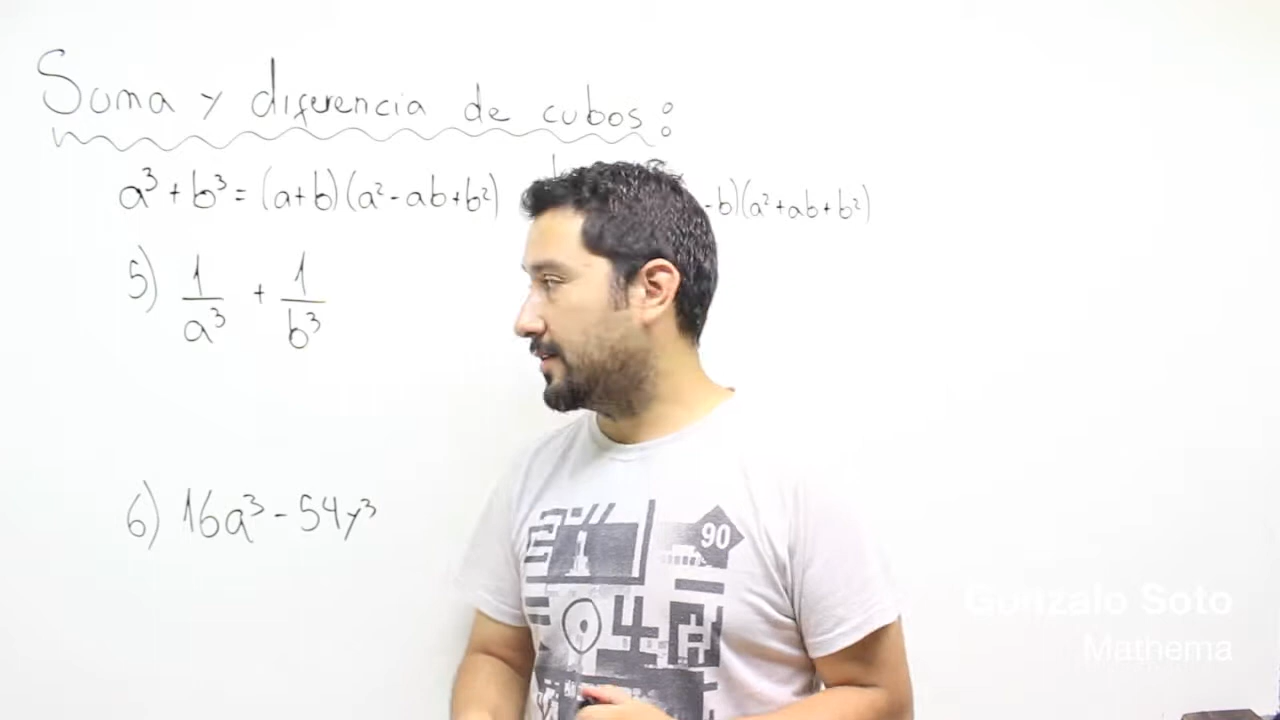 Suma y diferencia de cubos:
a³ + b³ = (a+b)(a² - ab + b²) - b)(a² + ab + b²)
5) 1/a³ + 1/b³
6) 16a³ - 54y³
90
04
Gonzalo Soto
Mathema